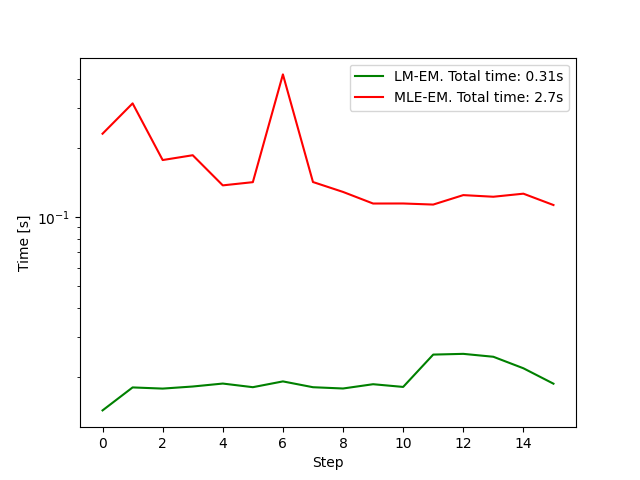 LM-EM. Total time: 0.31s
MLE-EM. Total time: 2.7s
Time [s]
10⁻¹
0 2 4 6 8 10 12 14
Step